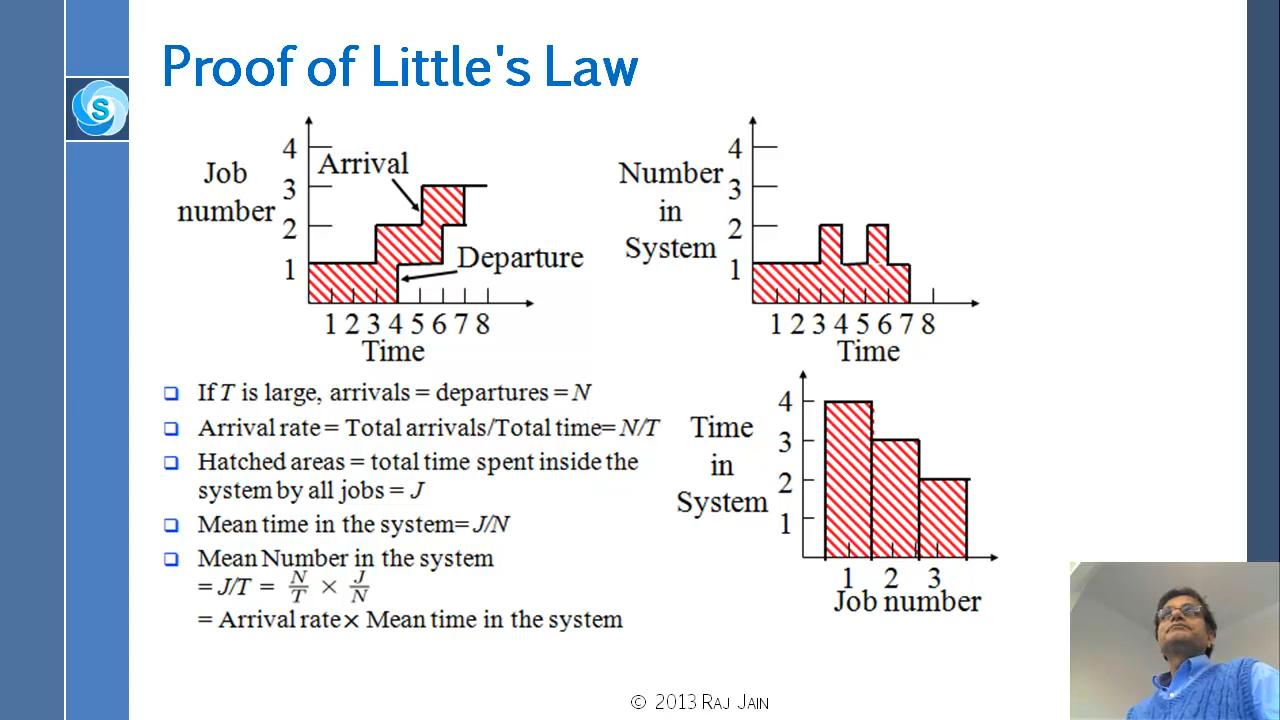 Proof of Little's Law
S
4
3
2
1
Job
number
Arrival
Departure
1 2 3 4 5 6 7 8
Time
4
3
2
1
Number
in
System
1 2 3 4 5 6 7 8
Time
If T is large, arrivals = departures = N
Arrival rate = Total arrivals/Total time= N/T
Hatched areas = total time spent inside the
system by all jobs = J
Mean time in the system= J/N
Mean Number in the system
= J/T = N/T × J/N
= Arrival rate× Mean time in the system
4
3
2
1
Time
in
System
1 2 3
Job number
© 2013 RAJ JAIN